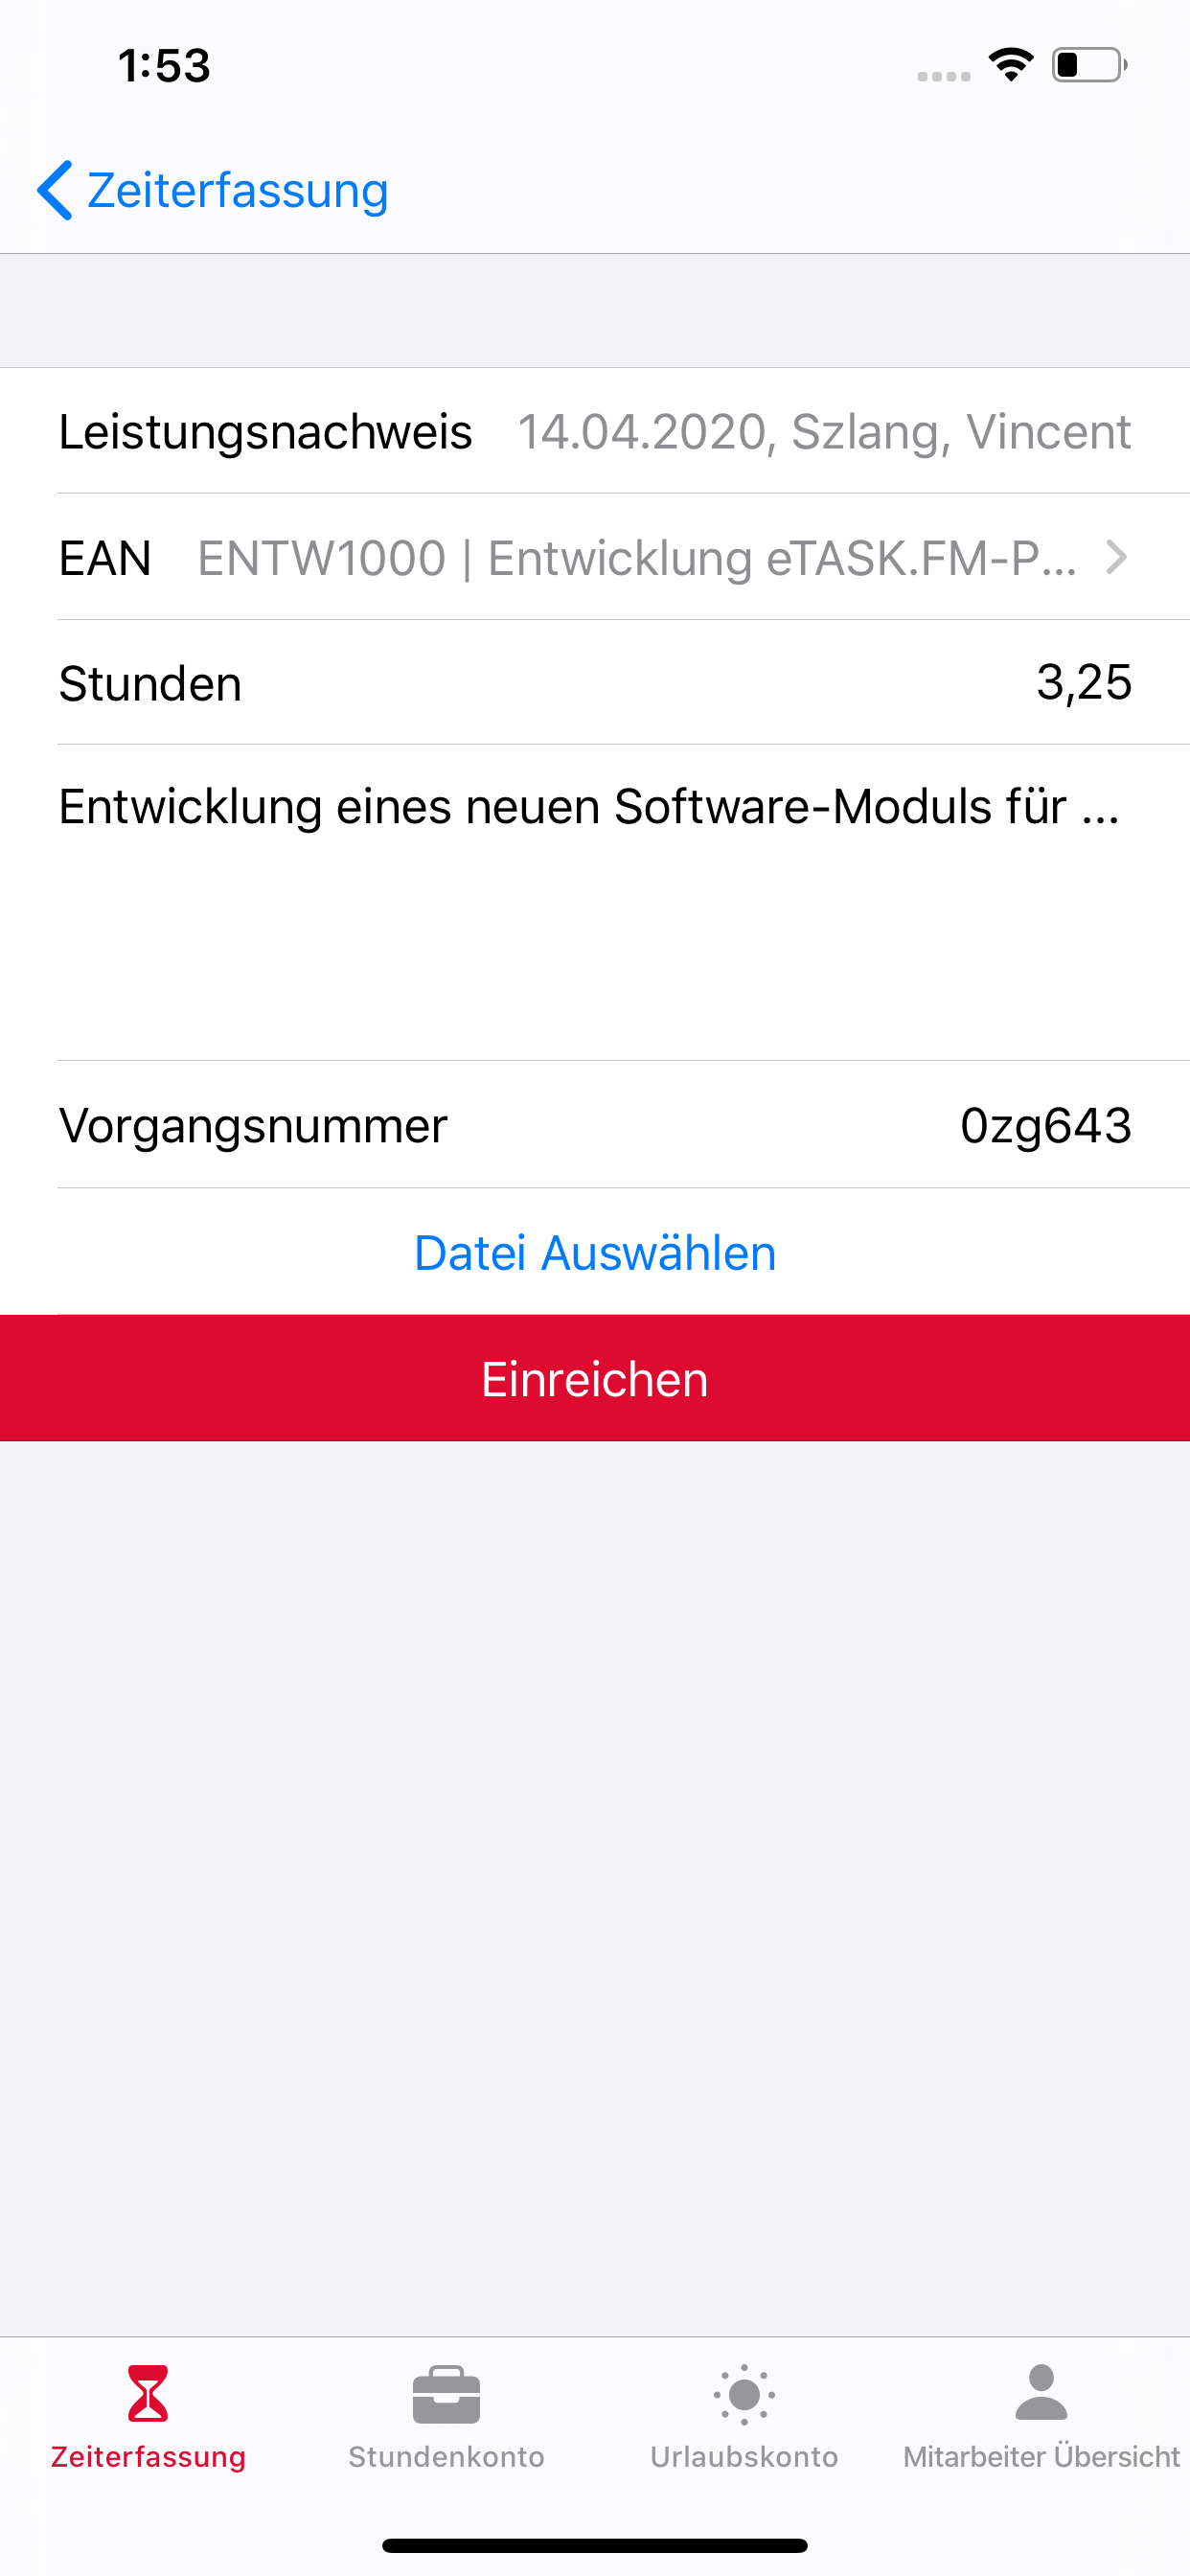 1:53
Zeiterfassung
Leistungsnachweis 14.04.2020, Szlang, Vincent
EAN ENTW1000 | Entwicklung eTASK.FM-P...
Stunden 3,25
Entwicklung eines neuen Software-Moduls für ...
Vorgangsnummer 0zg643
Datei Auswählen
Einreichen
Zeiterfassung Stundenkonto Urlaubskonto Mitarbeiter Übersicht